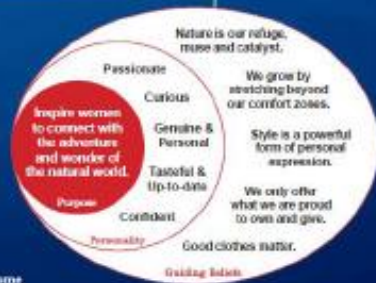 Nature is our refuge,
muse and catalyst.
We grow by
stretching beyond
our comfort zones.
Style is a powerful
form of personal
expression.
We only offer
what we are proud
to own and give.
Good clothes matter.
Guiding Beliefs
Passionate
Curious
Genuine &
Personal
Tasteful &
Up-to-date
Confident
Personality
Inspire women
to connect with
the adventure
and wonder of
the natural world.
Purpose